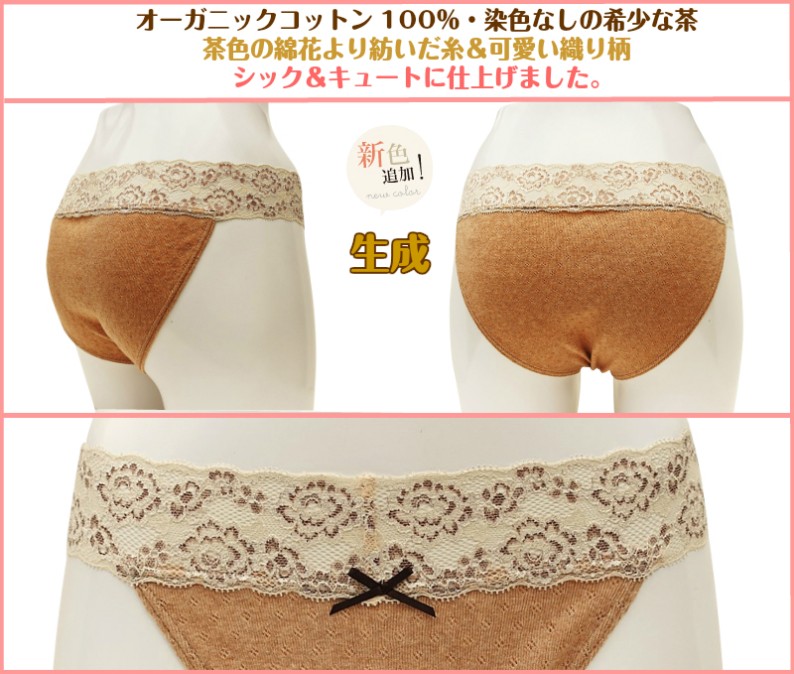 オーガニックコットン100%・染色なしの希少な茶
茶色の綿花より紡いだ糸&可愛い織り柄
シック&キュートに仕上げました。
新色
追加!
new color
生成